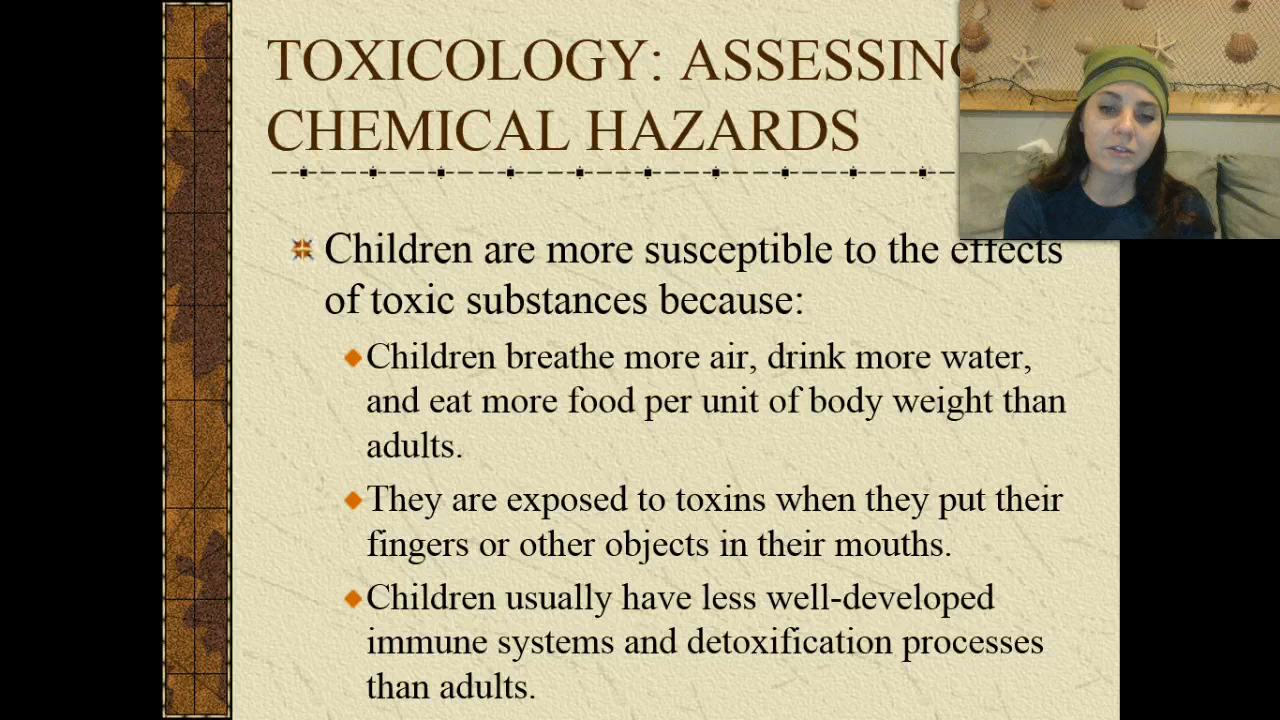 TOXICOLOGY: ASSESSING
CHEMICAL HAZARDS
Children are more susceptible to the effects
of toxic substances because:
Children breathe more air, drink more water,
and eat more food per unit of body weight than
adults.
They are exposed to toxins when they put their
fingers or other objects in their mouths.
Children usually have less well-developed
immune systems and detoxification processes
than adults.